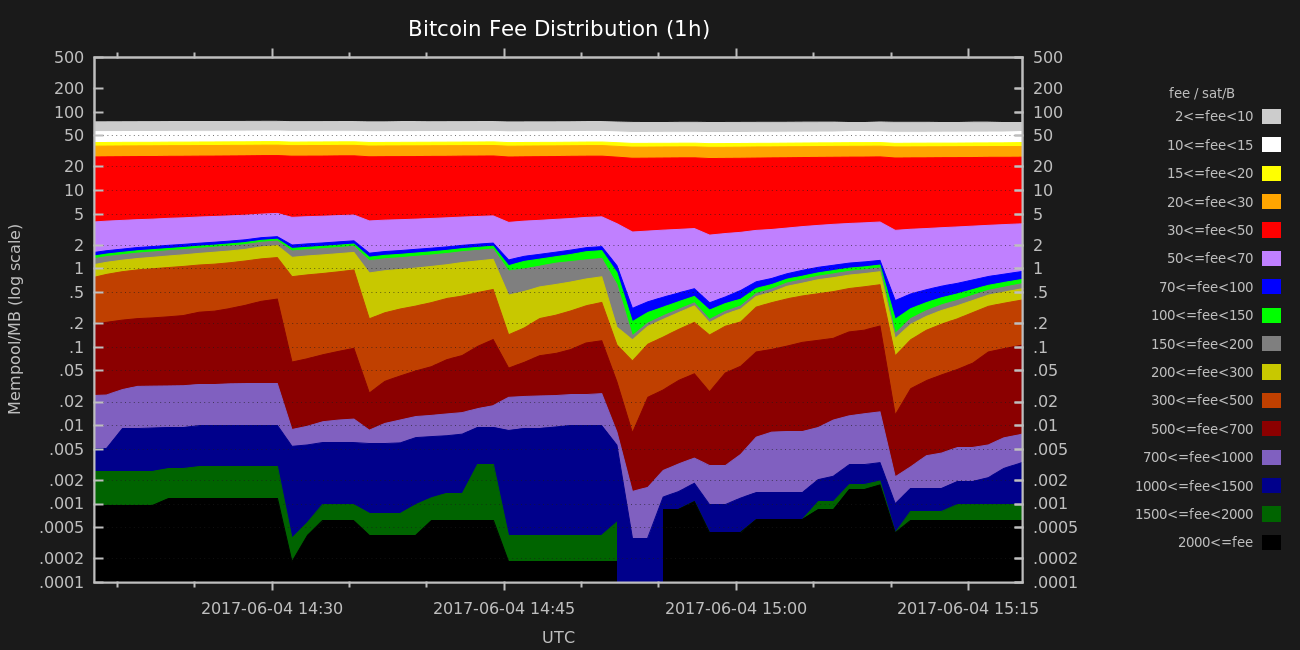 Bitcoin Fee Distribution (1h)
500 500
200 200
100 100
50 50
20 20
10 10
5 5
2 2
1 1
.5 .5
.2 .2
.1 .1
.05 .05
.02 .02
.01 .01
.005 .005
.002 .002
.001 .001
.0005 .0005
.0002 .0002
.0001 .0001
Mempool/MB (log scale)
2017-06-04 14:30 2017-06-04 14:45 2017-06-04 15:00 2017-06-04 15:15
UTC
fee / sat/B
2<=fee<10
10<=fee<15
15<=fee<20
20<=fee<30
30<=fee<50
50<=fee<70
70<=fee<100
100<=fee<150
150<=fee<200
200<=fee<300
300<=fee<500
500<=fee<700
700<=fee<1000
1000<=fee<1500
1500<=fee<2000
2000<=fee